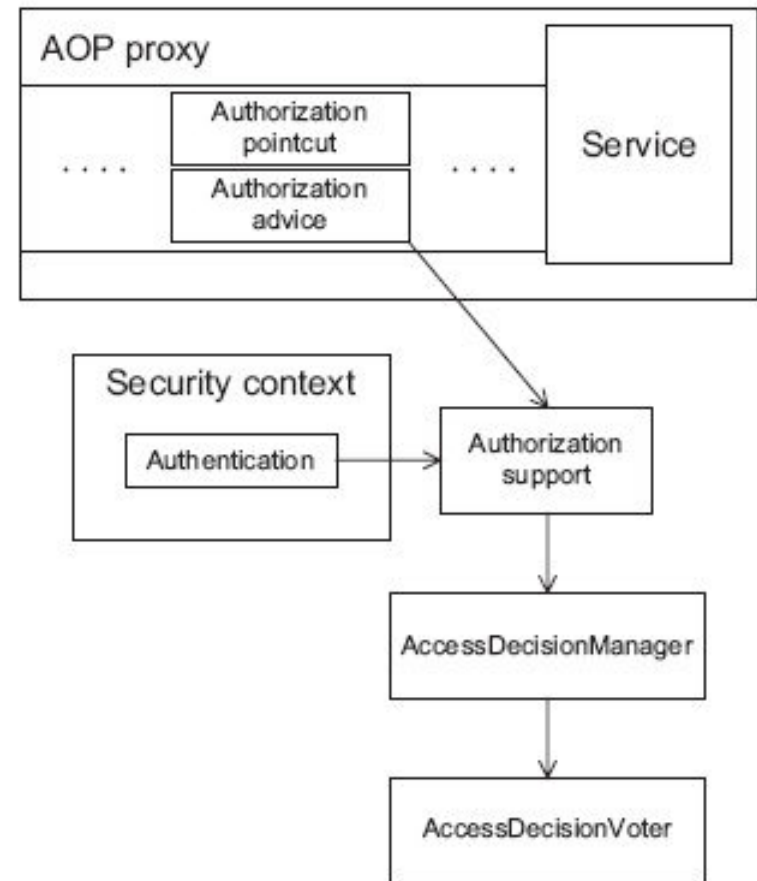 AOP proxy
Authorization
pointcut
. . . .
. . . .
Service
Authorization
advice
Security context
Authentication
Authorization
support
AccessDecisionManager
AccessDecisionVoter